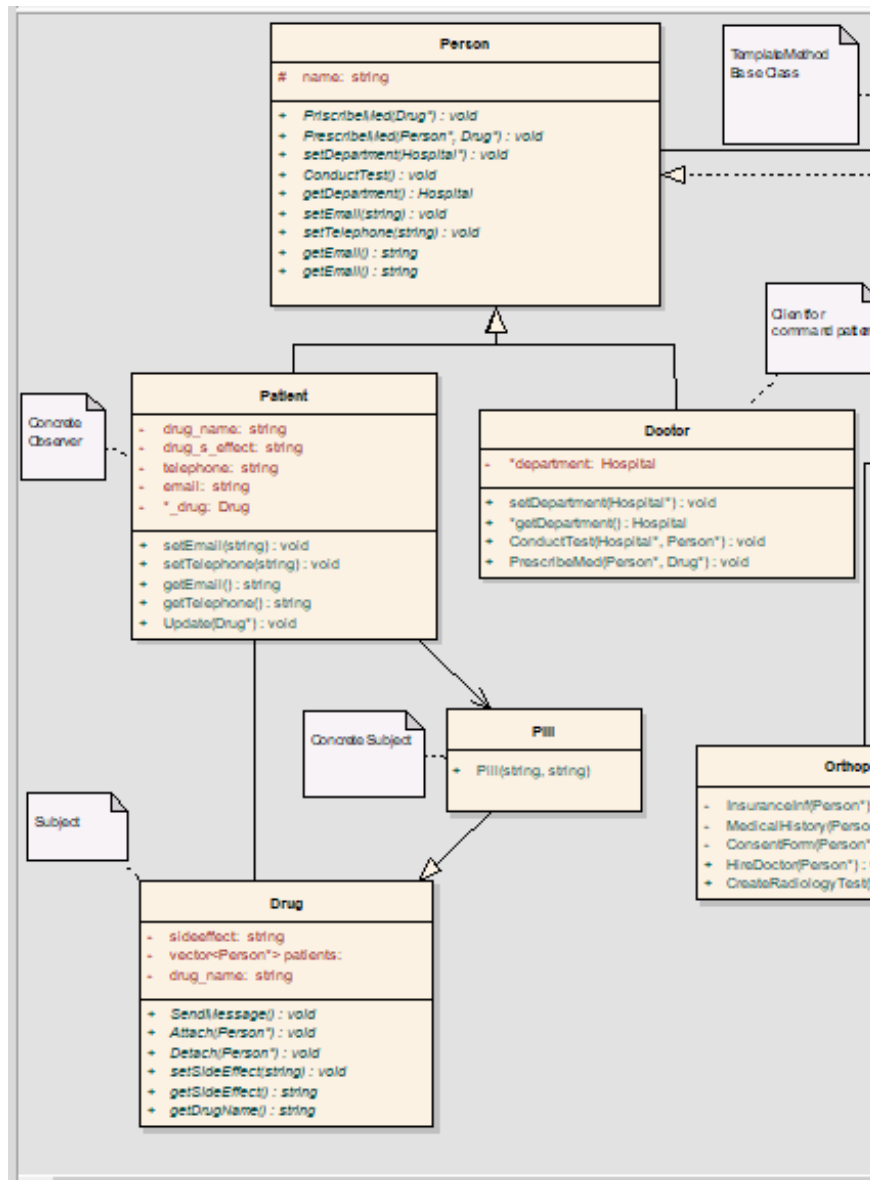 Person
# name: string
+ PriscribeMed(Drug*) : void
+ PrescribeMed(Person*, Drug*) : void
+ setDepartment(Hospital*) : void
+ ConductTest() : void
+ getDepartment() : Hospital
+ setEmail(string) : void
+ setTelephone(string) : void
+ getEmail() : string
+ getEmail() : string
TemplateMethod
Base Class
Client for
command patter
Concrete
Observer
Patient
- drug_name: string
- drug_s_effect: string
- telephone: string
- email: string
- *_drug: Drug
+ setEmail(string) : void
+ setTelephone(string) : void
+ getEmail() : string
+ getTelephone() : string
+ Update(Drug*) : void
Doctor
- *department: Hospital
+ setDepartment(Hospital*) : void
+ *getDepartment() : Hospital
+ ConductTest(Hospital*, Person*) : void
+ PrescribeMed(Person*, Drug*) : void
Concrete Subject
Pill
+ Pill(string, string)
Orthop
- InsuranceInf(Person*)
- MedicalHistory(Perso
- ConsentForm(Person*
+ HireDoctor(Person*) :
+ CreateRadiologyTest(
Subject
Drug
- sideeffect: string
- vector<Person*> patients:
- drug_name: string
+ SendMessage() : void
+ Attach(Person*) : void
+ Detach(Person*) : void
+ setSideEffect(string) : void
+ getSideEffect() : string
+ getDrugName() : string